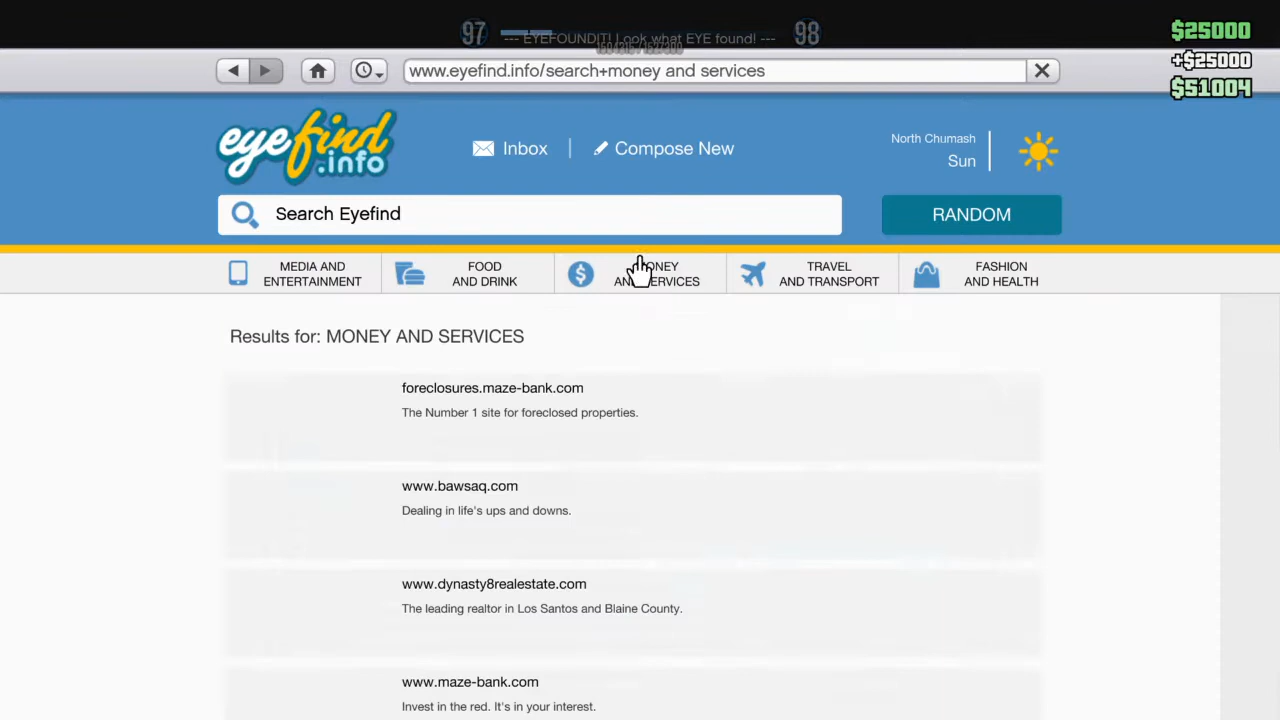 97
--- EYEFOUNDIT! Look what EYE found! ---
98
$25000
+$25000
$51004
www.eyefind.info/search+money and services
eyefind
.info
Inbox
Compose New
North Chumash
Sun
Search Eyefind
RANDOM
MEDIA AND
ENTERTAINMENT
FOOD
AND DRINK
MONEY
AND SERVICES
TRAVEL
AND TRANSPORT
FASHION
AND HEALTH
Results for: MONEY AND SERVICES
foreclosures.maze-bank.com
The Number 1 site for foreclosed properties.
www.bawsaq.com
Dealing in life's ups and downs.
www.dynasty8realestate.com
The leading realtor in Los Santos and Blaine County.
www.maze-bank.com
Invest in the red. It's in your interest.